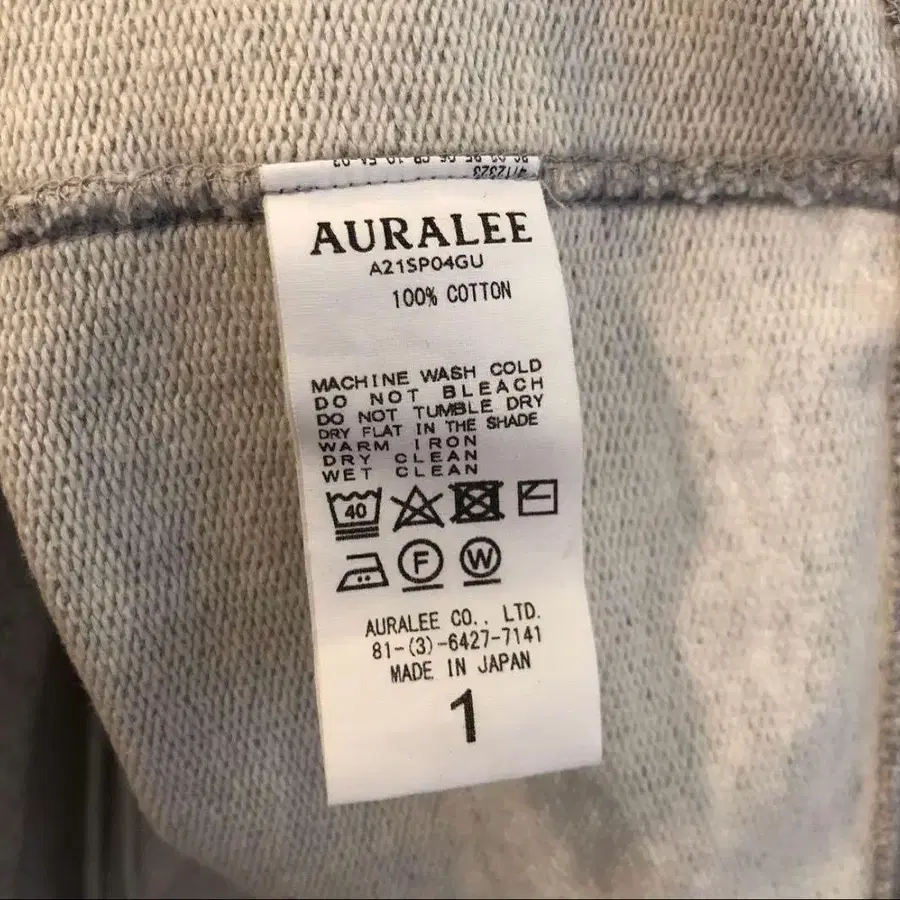 AURALEE
A21SP04GU
100% COTTON
MACHINE WASH COLD
DO NOT BLEACH
DO NOT TUMBLE DRY
DRY FLAT IN THE SHADE
WARM IRON
DRY CLEAN
WET CLEAN
40
F W
AURALEE CO., LTD.
81-(3)-6427-7141
MADE IN JAPAN
1